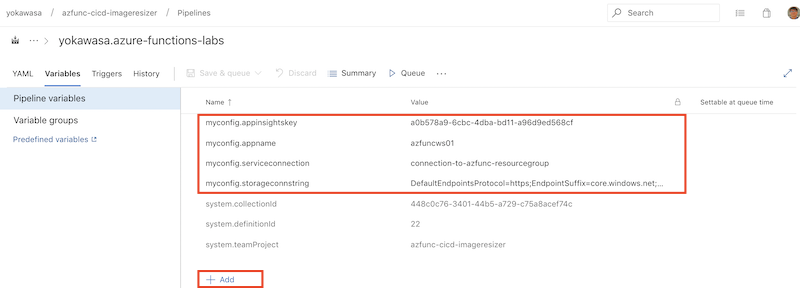 yokawasa / azfunc-cicd-imageresizer / Pipelines
Search
··· > yokawasa.azure-functions-labs
YAML Variables Triggers History Save & queue Discard Summary Queue ···
Pipeline variables
Variable groups
Predefined variables
Name ↑ Value Settable at queue time
myconfig.appinsightskey a0b578a9-6cbc-4dba-bd11-a96d9ed568cf
myconfig.appname azfuncws01
myconfig.serviceconnection connection-to-azfunc-resourcegroup
myconfig.storageconnstring DefaultEndpointsProtocol=https;EndpointSuffix=core.windows.net;...
system.collectionId 448c0c76-3401-44b5-a729-c75a8acef74c
system.definitionId 22
system.teamProject azfunc-cicd-imageresizer
+ Add